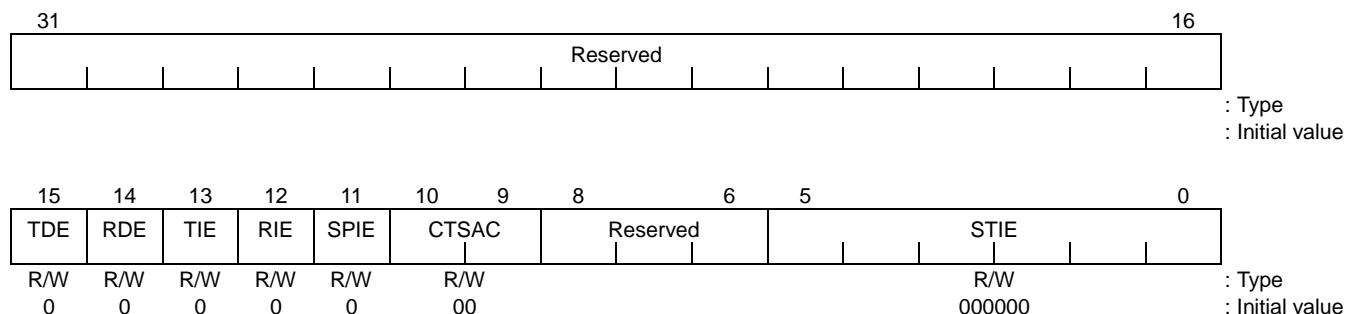 31 16
Reserved
: Type
: Initial value
15 14 13 12 11 10 9 8 6 5 0
TDE RDE TIE RIE SPIE CTSAC Reserved STIE
R/W R/W R/W R/W R/W R/W R/W : Type
0 0 0 0 0 00 000000 : Initial value